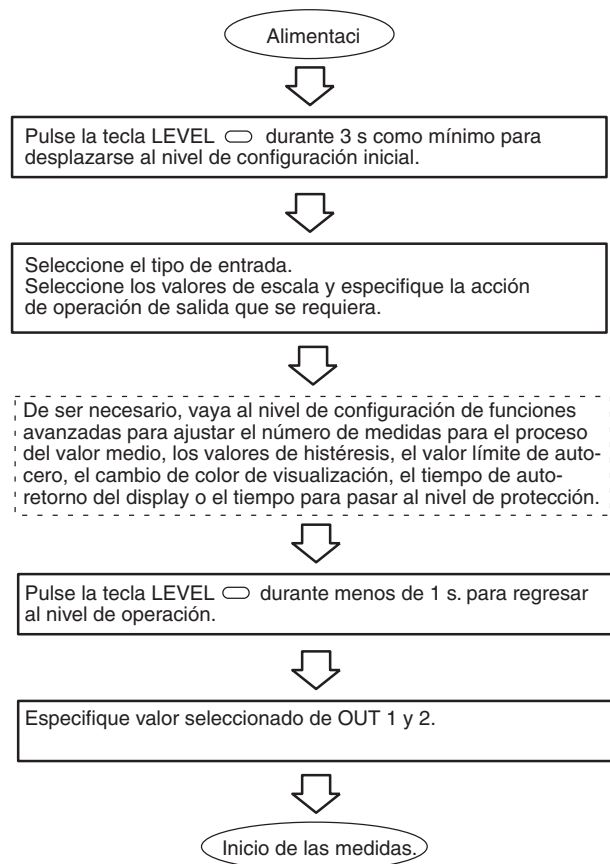 Alimentaci
Pulse la tecla LEVEL durante 3 s como mínimo para
desplazarse al nivel de configuración inicial.
Seleccione el tipo de entrada.
Seleccione los valores de escala y especifique la acción
de operación de salida que se requiera.
De ser necesario, vaya al nivel de configuración de funciones
avanzadas para ajustar el número de medidas para el proceso
del valor medio, los valores de histéresis, el valor límite de auto-
cero, el cambio de color de visualización, el tiempo de auto-
retorno del display o el tiempo para pasar al nivel de protección.
Pulse la tecla LEVEL durante menos de 1 s. para regresar
al nivel de operación.
Especifique valor seleccionado de OUT 1 y 2.
Inicio de las medidas.